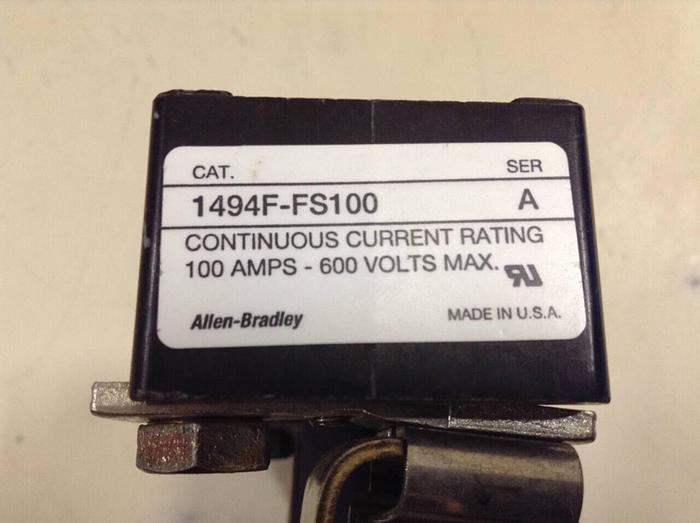 CAT. SER
1494F-FS100 A
CONTINUOUS CURRENT RATING
100 AMPS - 600 VOLTS MAX.
Allen-Bradley MADE IN U.S.A.